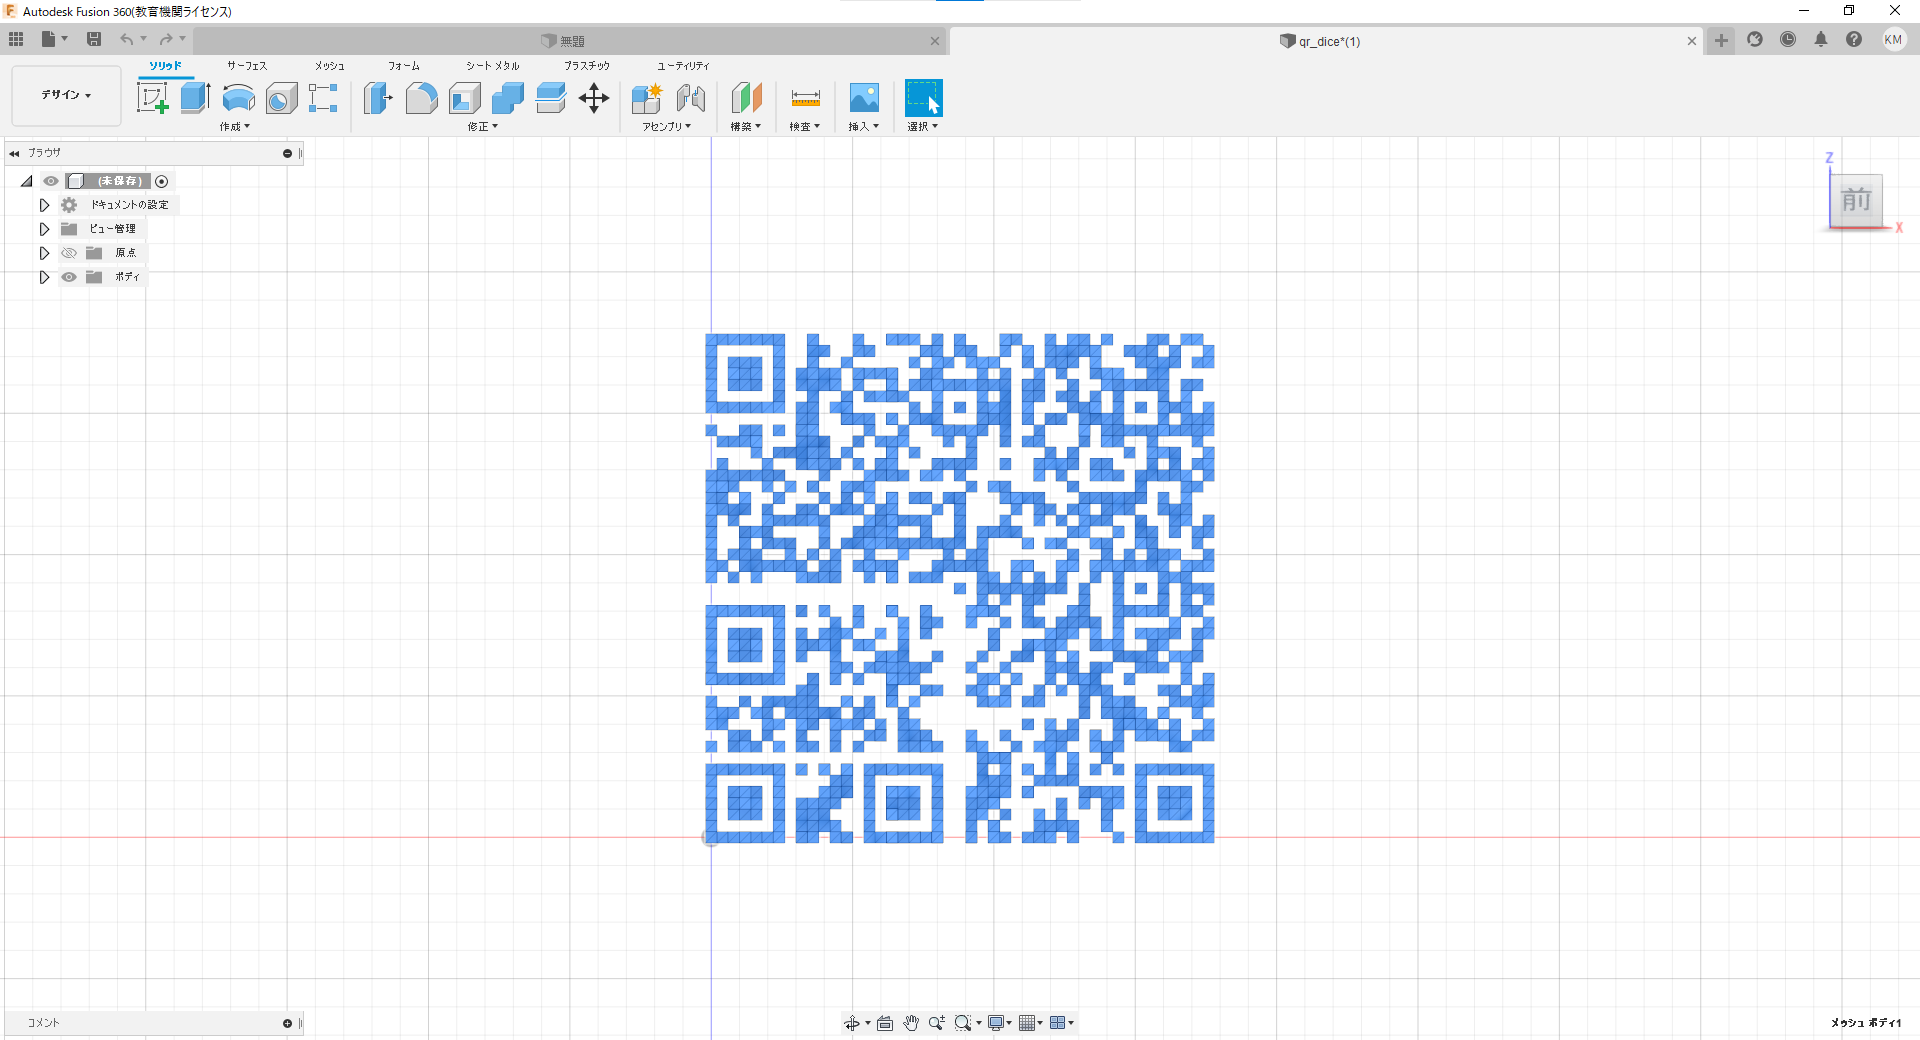 Autodesk Fusion 360(教育機関ライセンス)
無題
qr_dice*(1)
KM
デザイン
ソリッド
サーフェス
メッシュ
フォーム
シート メタル
プラスチック
ユーティリティ
作成
修正
アセンブリ
構築
検査
挿入
選択
ブラウザ
(未保存)
ドキュメントの設定
ビュー管理
原点
ボディ
Z
前
X
コメント
メッシュ ボディ1